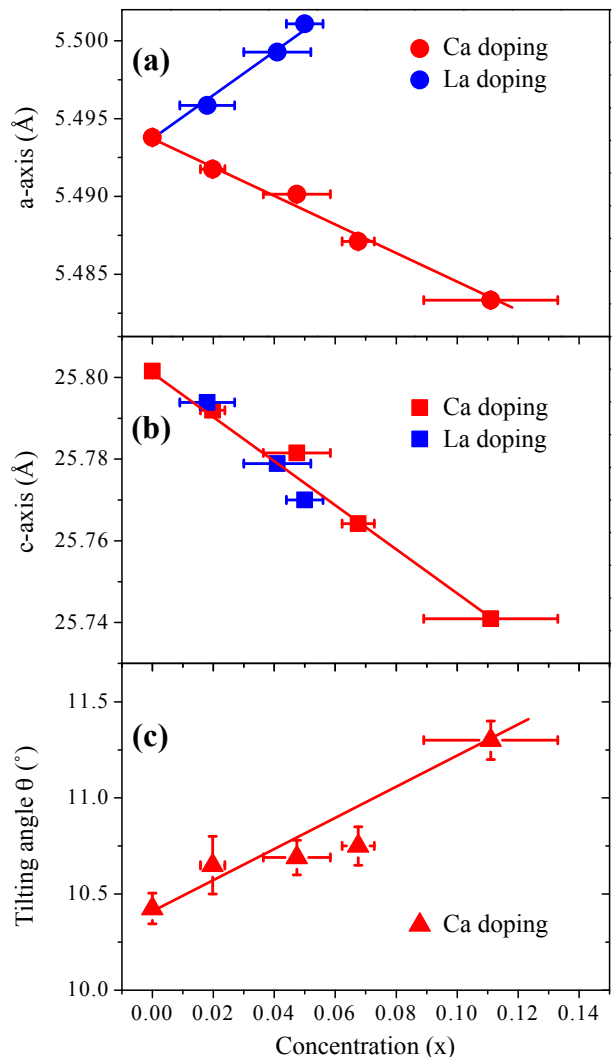 5.500
5.495
5.490
5.485
a-axis (Å)
(a)
Ca doping
La doping
25.80
25.78
25.76
25.74
c-axis (Å)
(b)
Ca doping
La doping
11.5
11.0
10.5
10.0
Tilting angle θ (°)
(c)
Ca doping
0.00 0.02 0.04 0.06 0.08 0.10 0.12 0.14
Concentration (x)